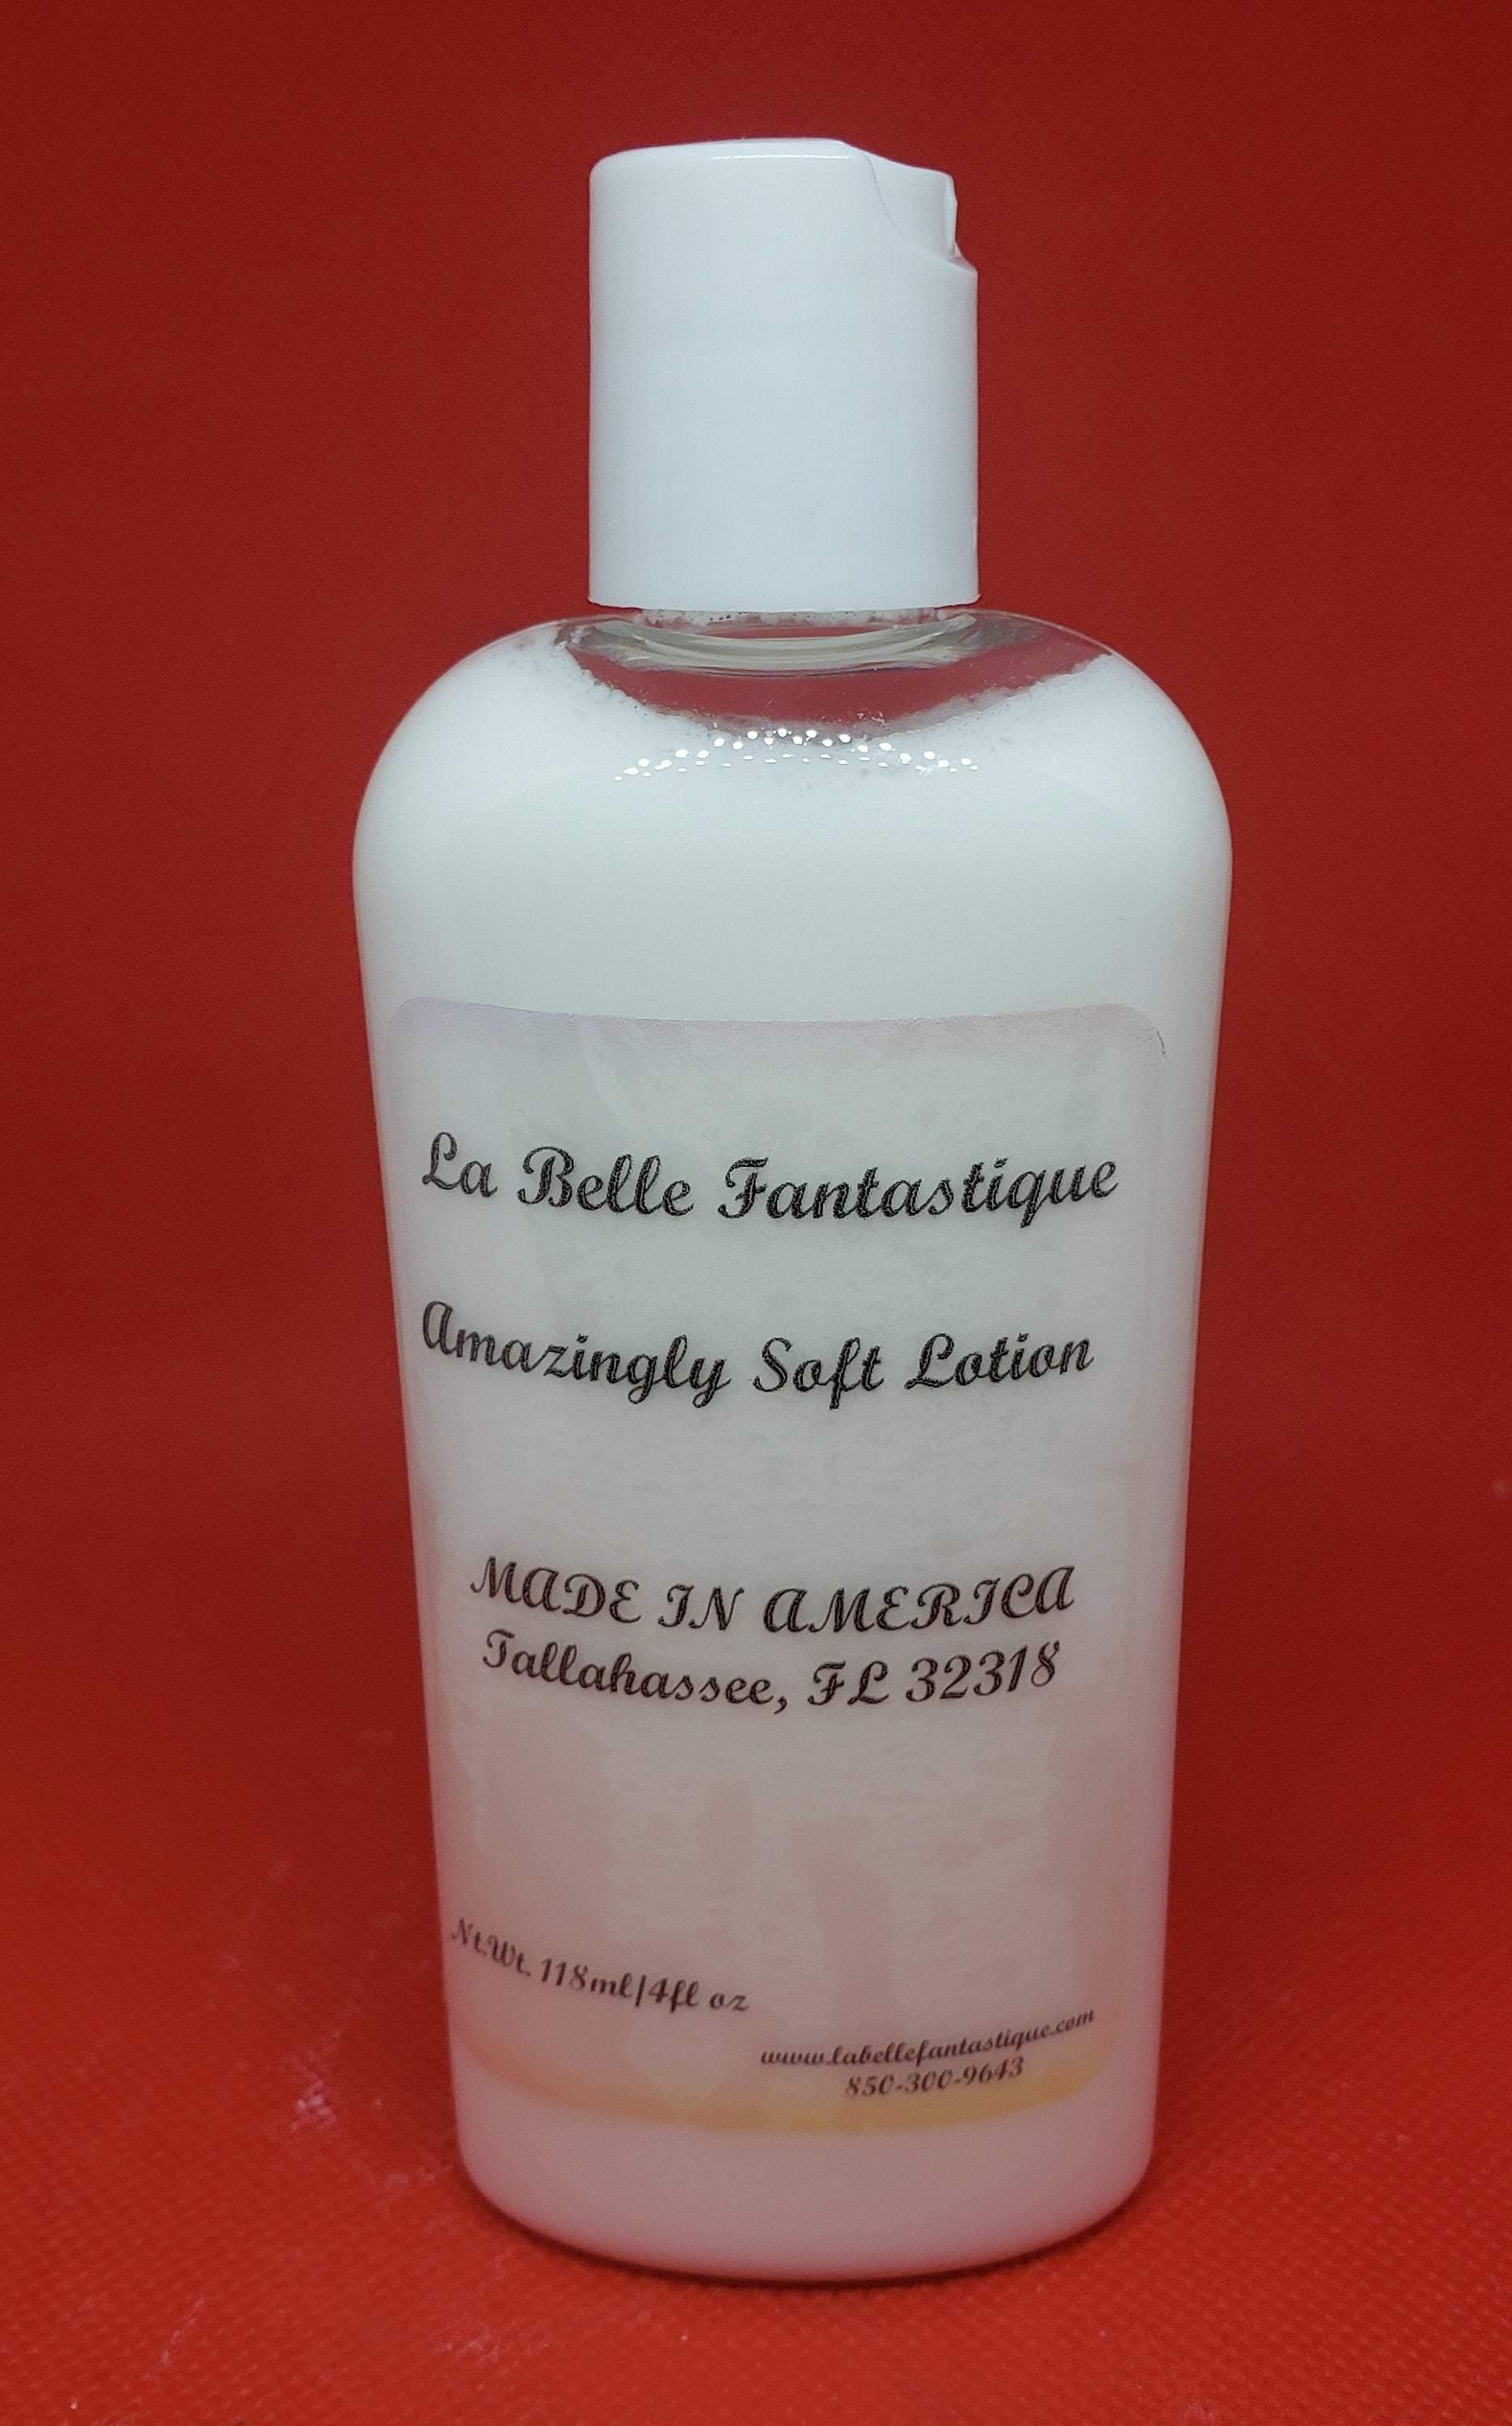 La Belle Fantastique
Amazingly Soft Lotion
MADE IN AMERICA
Tallahassee, FL 32318
Nt.Wt. 118ml|4fl oz
www.labellefantastique.com
850-300-9643